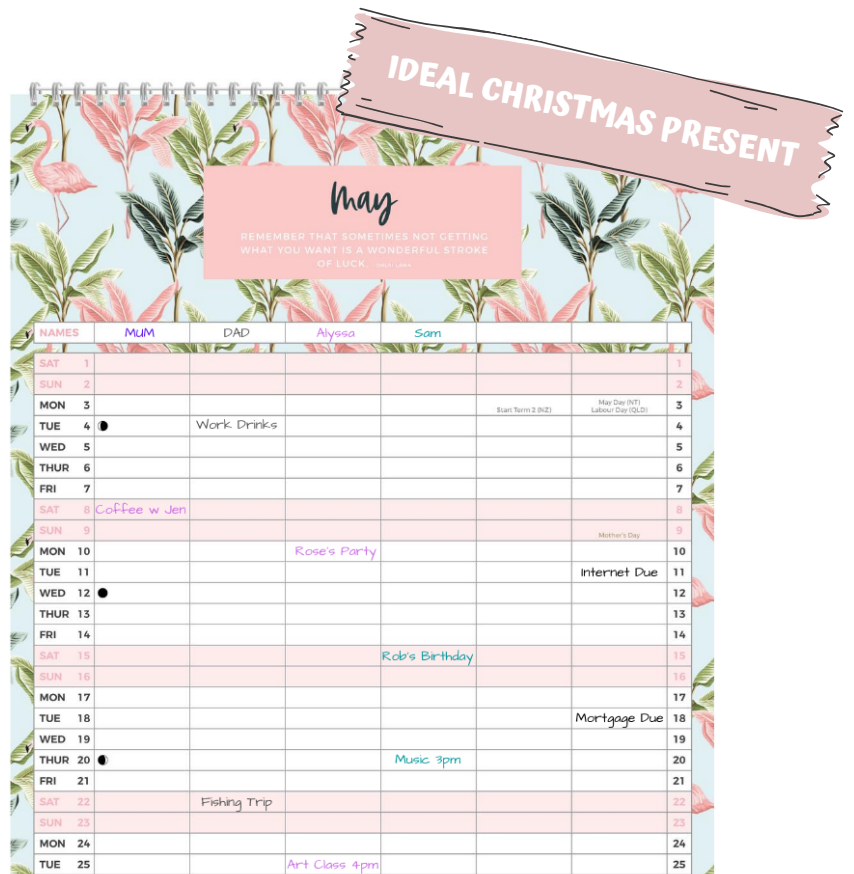 IDEAL CHRISTMAS PRESENT
may
REMEMBER THAT SOMETIMES NOT GETTING
WHAT YOU WANT IS A WONDERFUL STROKE
OF LUCK.
NAMES MUM DAD Alyssa Sam
SAT 1 1
SUN 2 2
MON 3 Start Term 2 (NZ) May Day (NT) 3
Labour Day (QLD)
TUE 4 Work Drinks 4
WED 5 5
THUR 6 6
FRI 7 7
SAT 8 Coffee w Jen 8
SUN 9 Mother's Day 9
MON 10 Rose's Party 10
TUE 11 Internet Due 11
WED 12 12
THUR 13 13
FRI 14 14
SAT 15 Rob's Birthday 15
SUN 16 16
MON 17 17
TUE 18 Mortgage Due 18
WED 19 19
THUR 20 Music 3pm 20
FRI 21 21
SAT 22 Fishing Trip 22
SUN 23 23
MON 24 24
TUE 25 Art Class 4pm 25